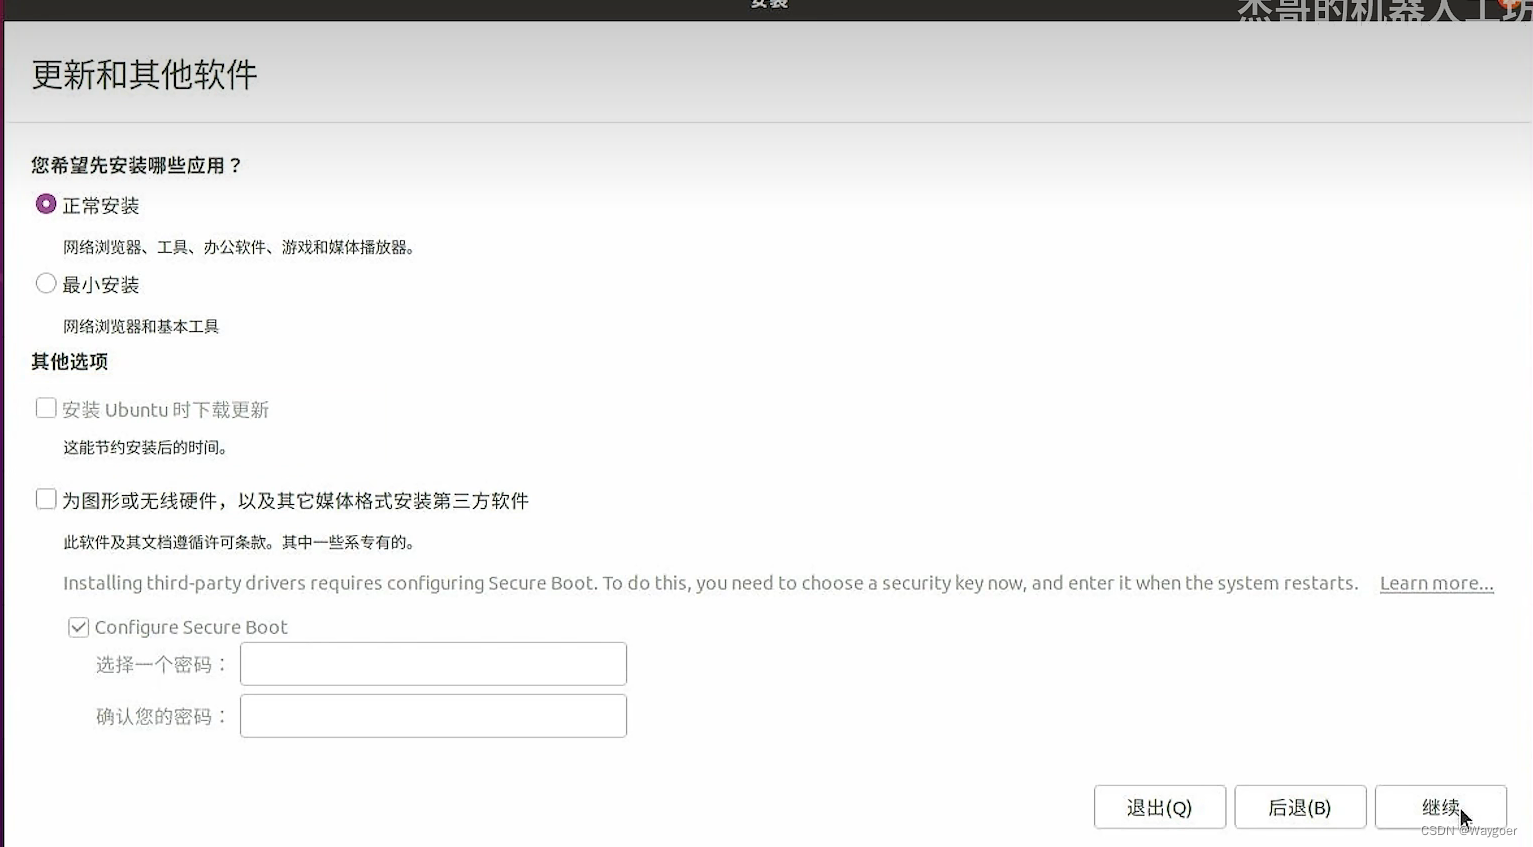 安装
杰哥的机器人工坊
更新和其他软件
您希望先安装哪些应用？
正常安装
网络浏览器、工具、办公软件、游戏和媒体播放器。
最小安装
网络浏览器和基本工具
其他选项
安装 Ubuntu 时下载更新
这能节约安装后的时间。
为图形或无线硬件，以及其它媒体格式安装第三方软件
此软件及其文档遵循许可条款。其中一些系专有的。
Installing third-party drivers requires configuring Secure Boot. To do this, you need to choose a security key now, and enter it when the system restarts. Learn more...
Configure Secure Boot
选择一个密码：
确认您的密码：
退出(Q) 后退(B) 继续
CSDN @Waygoer